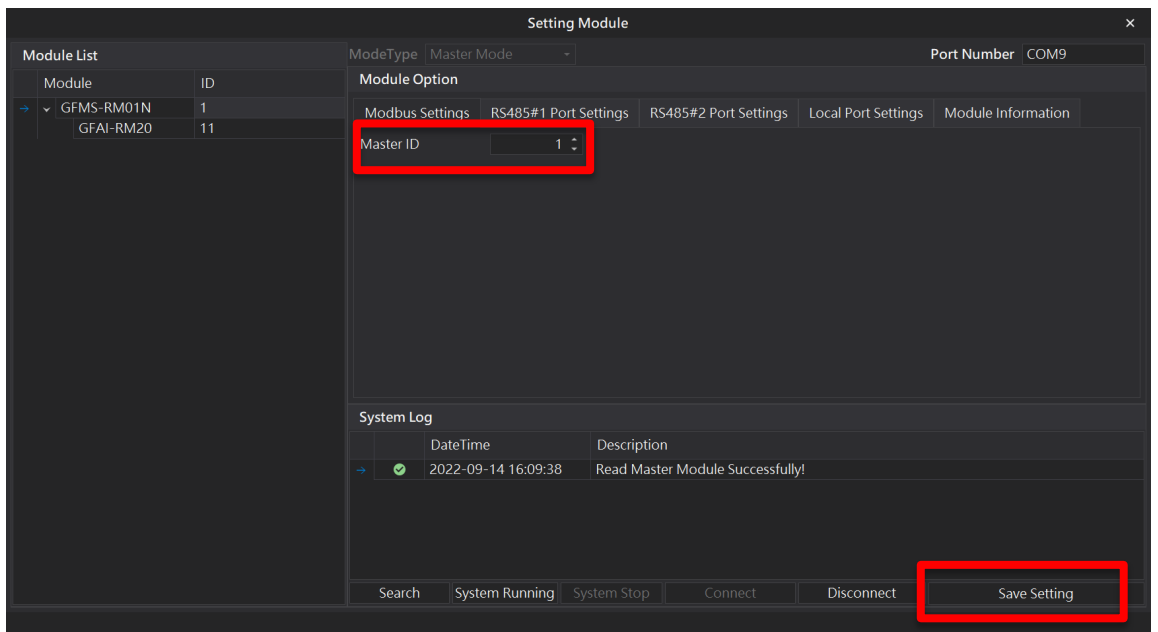 Setting Module
Module List
Module ID
GFMS-RM01N 1
GFAI-RM20 11
ModeType Master Mode Port Number COM9
Module Option
Modbus Settings RS485#1 Port Settings RS485#2 Port Settings Local Port Settings Module Information
Master ID 1
System Log
DateTime Description
2022-09-14 16:09:38 Read Master Module Successfully!
Search System Running System Stop Connect Disconnect Save Setting